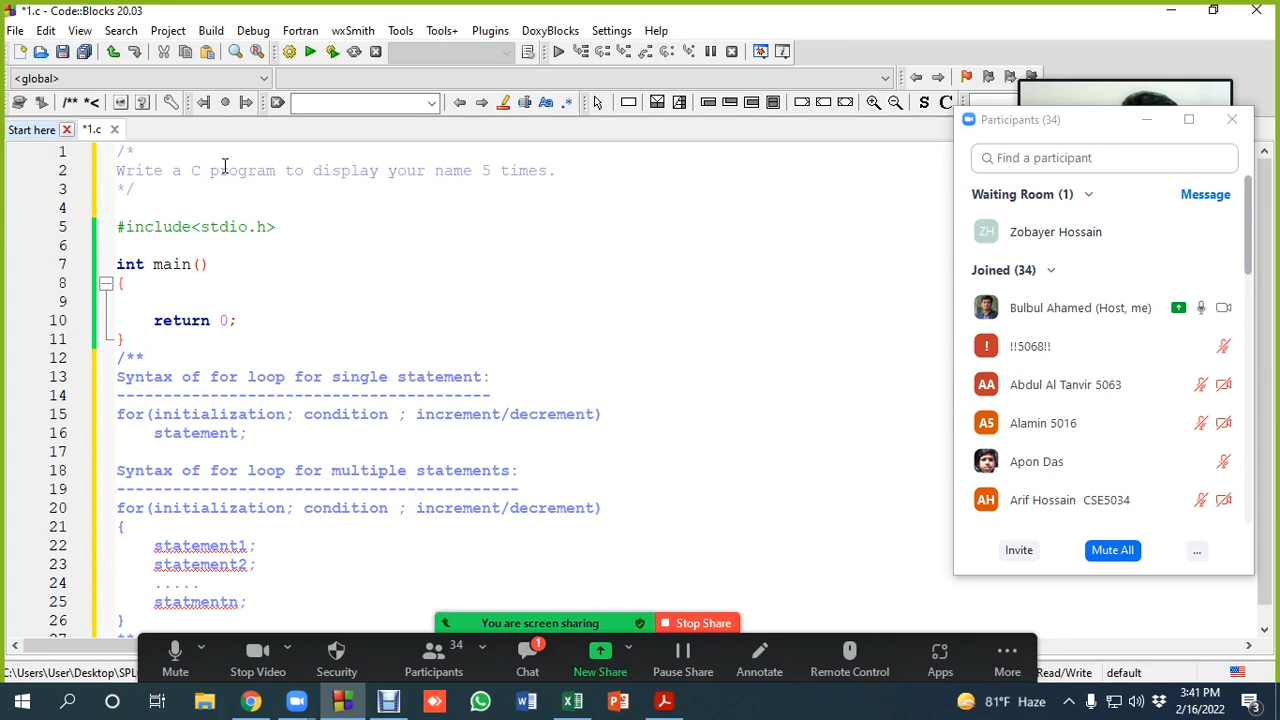 *1.c - Code::Blocks 20.03
File Edit View Search Project Build Debug Fortran wxSmith Tools Tools+ Plugins DoxyBlocks Settings Help
<global>
/** *<
S C
Start here *1.c
1 /*
2 Write a C program to display your name 5 times.
3 */
4
5 #include<stdio.h>
6
7 int main()
8 {
9
10 return 0;
11 }
12 /**
13 Syntax of for loop for single statement:
14 ----------------------------------------
15 for(initialization; condition ; increment/decrement)
16 statement;
17
18 Syntax of for loop for multiple statements:
19 -------------------------------------------
20 for(initialization; condition ; increment/decrement)
21 {
22 statement1;
23 statement2;
24 .....
25 statmentn;
26 }
27
Participants (34)
Find a participant
Waiting Room (1) Message
ZH Zobayer Hossain
Joined (34)
Bulbul Ahamed (Host, me)
! !!5068!!
AA Abdul Al Tanvir 5063
A5 Alamin 5016
Apon Das
AH Arif Hossain CSE5034
Invite Mute All ...
You are screen sharing Stop Share
34 1
Mute Stop Video Security Participants Chat New Share Pause Share Annotate Remote Control Apps More
C:\Users\User\Desktop\SPL Read/Write default
81°F Haze
3:41 PM
2/16/2022
3